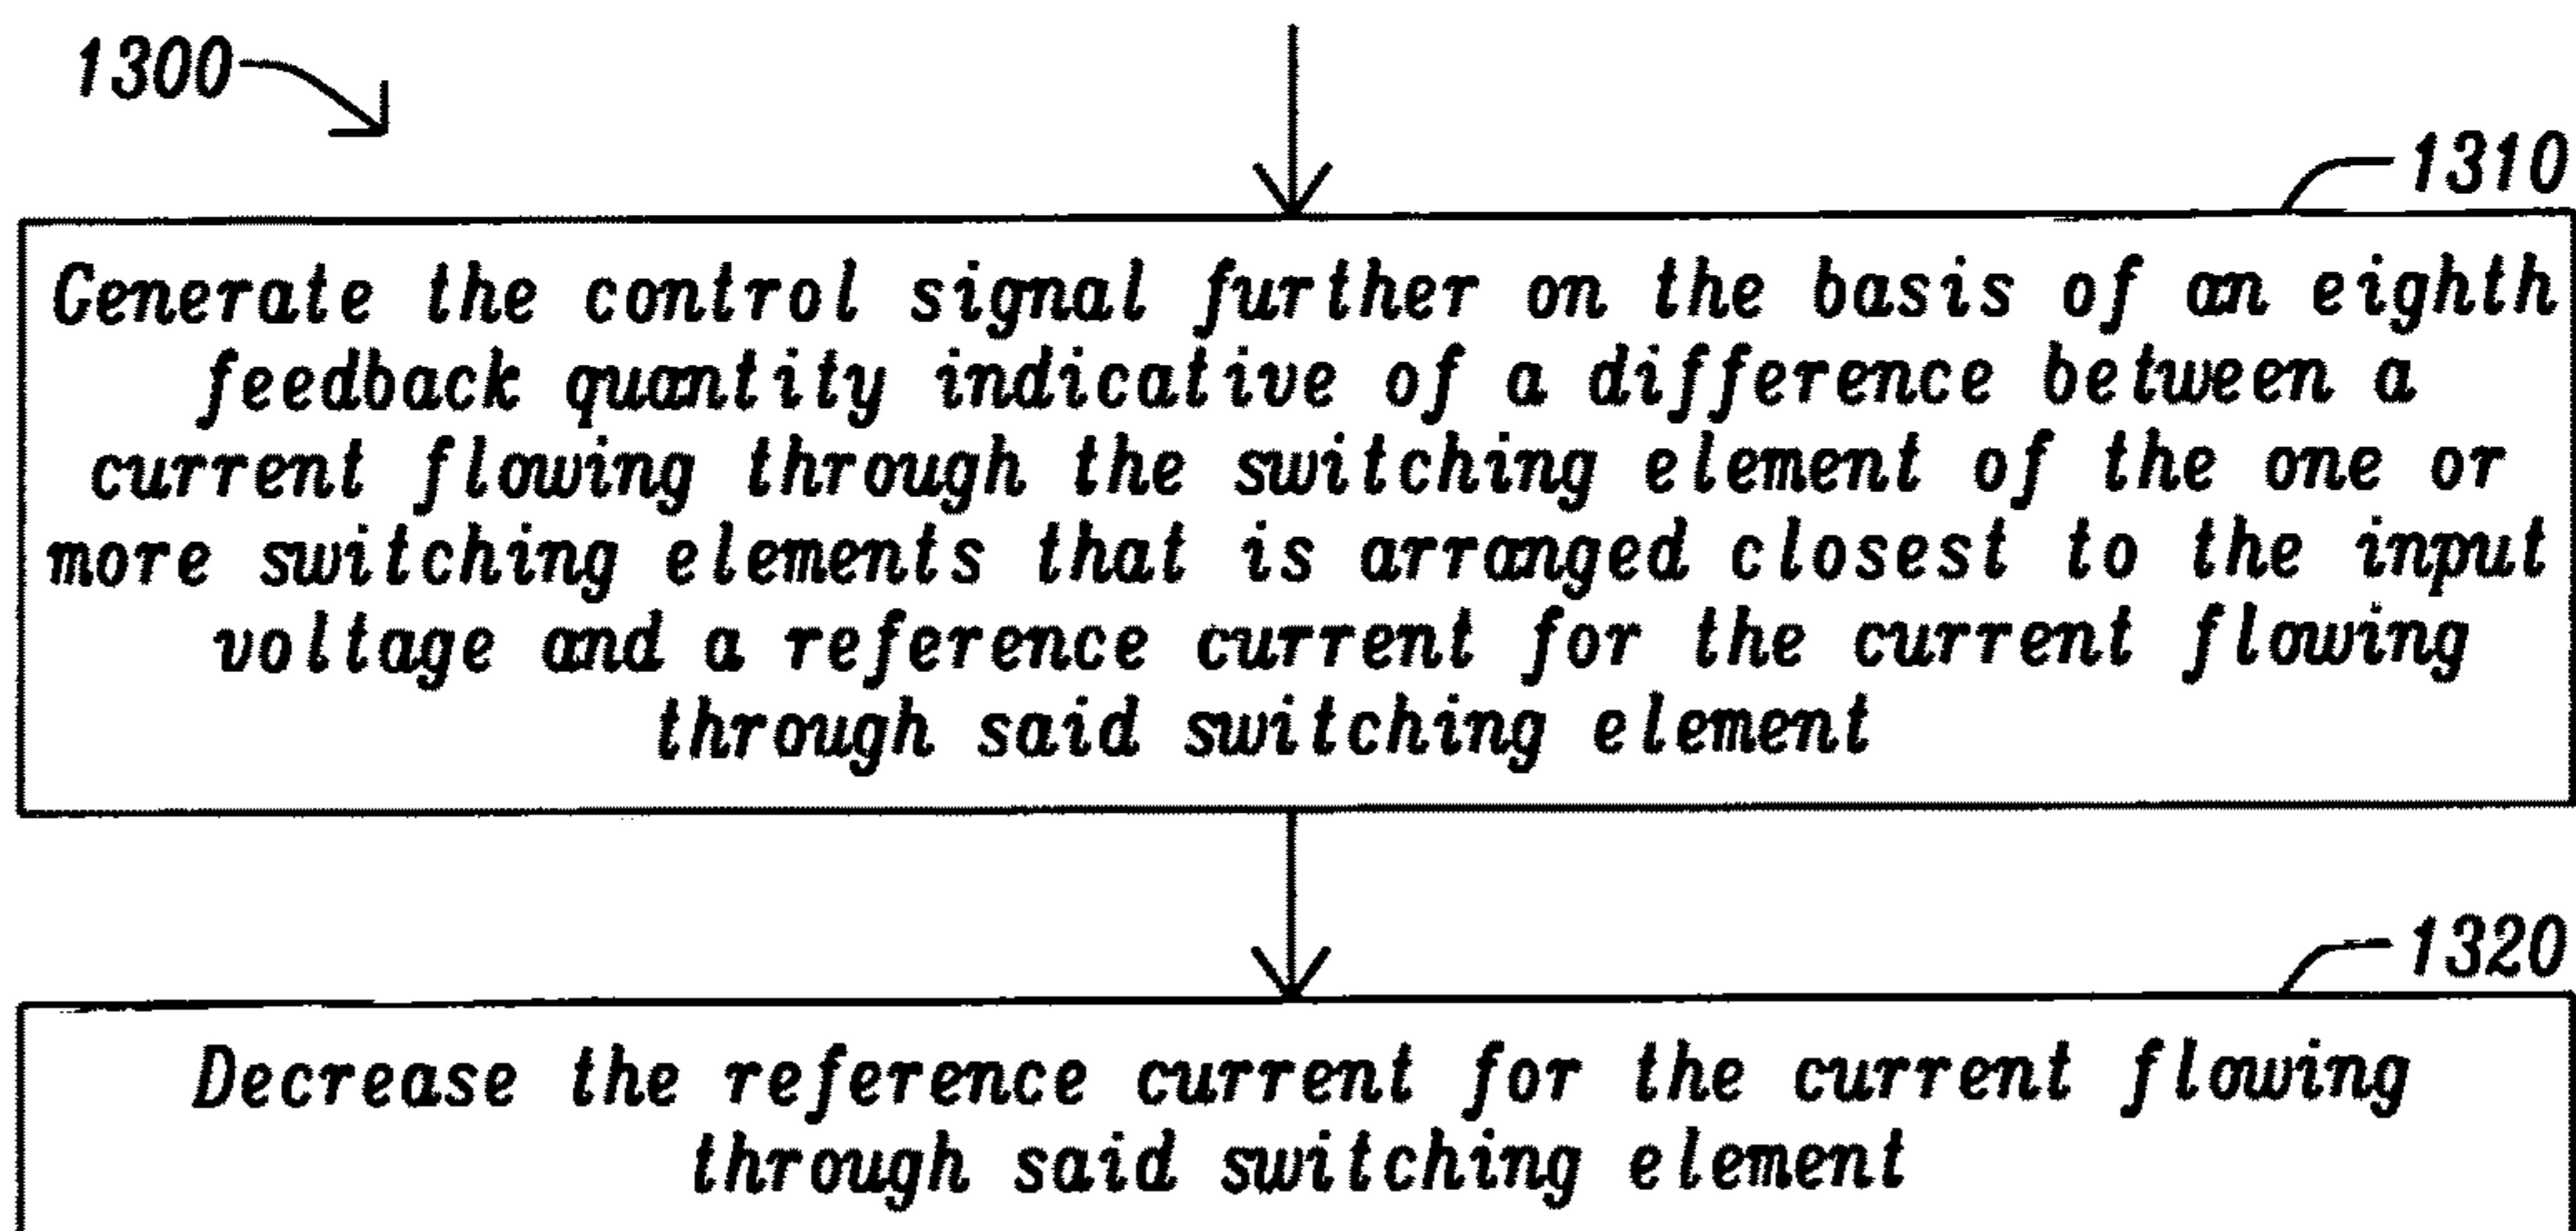 1300
1310
Generate the control signal further on the basis of an eighth
feedback quantity indicative of a difference between a
current flowing through the switching element of the one or
more switching elements that is arranged closest to the input
voltage and a reference current for the current flowing
through said switching element
1320
Decrease the reference current for the current flowing
through said switching element